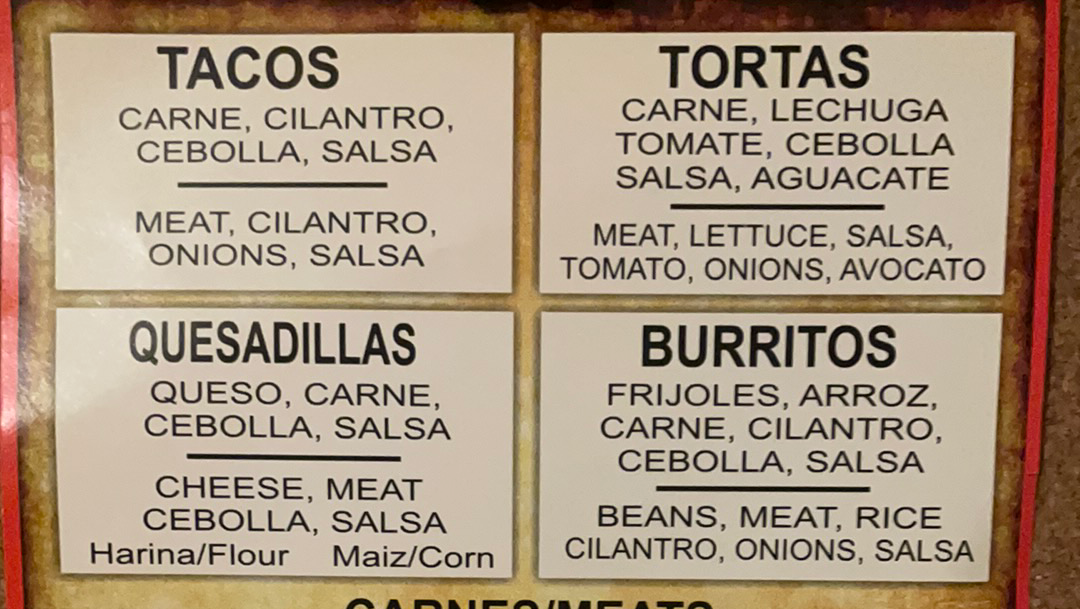 TACOS
CARNE, CILANTRO,
CEBOLLA, SALSA
MEAT, CILANTRO,
ONIONS, SALSA
TORTAS
CARNE, LECHUGA
TOMATE, CEBOLLA
SALSA, AGUACATE
MEAT, LETTUCE, SALSA,
TOMATO, ONIONS, AVOCATO
QUESADILLAS
QUESO, CARNE,
CEBOLLA, SALSA
CHEESE, MEAT
CEBOLLA, SALSA
Harina/Flour Maiz/Corn
BURRITOS
FRIJOLES, ARROZ,
CARNE, CILANTRO,
CEBOLLA, SALSA
BEANS, MEAT, RICE
CILANTRO, ONIONS, SALSA
CARNES/MEATS